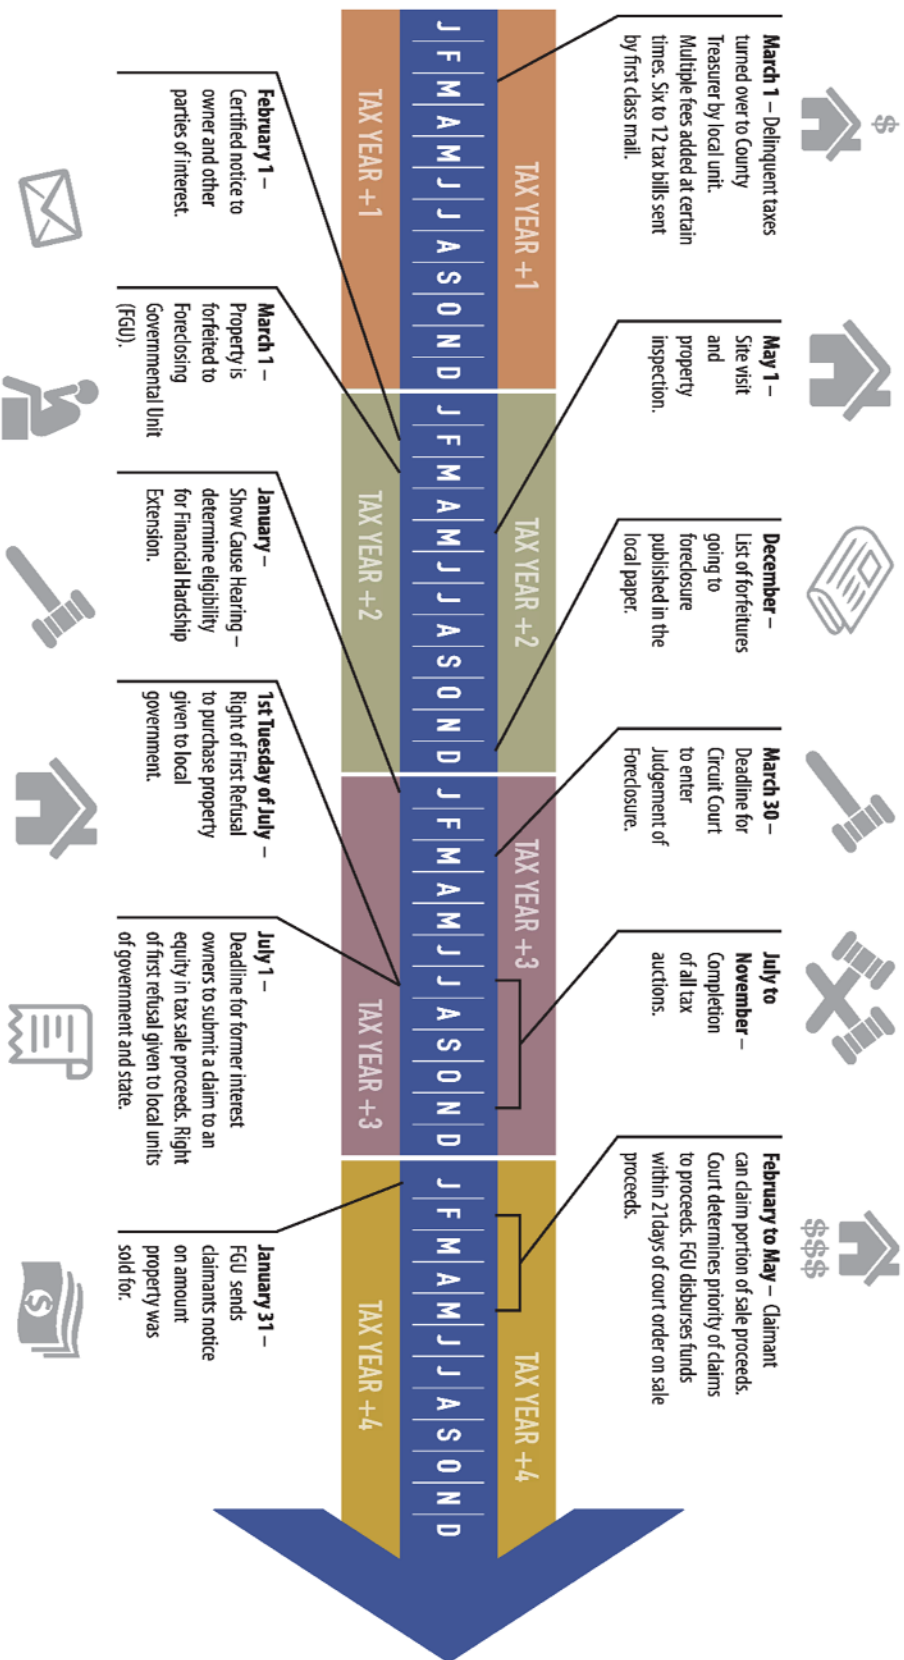 $
March 1 – Delinquent taxes
turned over to County
Treasurer by local unit.
Multiple fees added at certain
times. Six to 12 tax bills sent
by first class mail.
May 1 –
Site visit
and
property
inspection.
December –
List of forfeitures
going to
foreclosure
published in the
local paper.
March 30 –
Deadline for
Circuit Court
to enter
Judgement of
Foreclosure.
July to
November –
Completion
of all tax
auctions.
$$$
February to May – Claimant
can claim portion of sale proceeds.
Court determines priority of claims
to proceeds. FGU disburses funds
within 21days of court order on sale
proceeds.
TAX YEAR +1
TAX YEAR +2
TAX YEAR +3
TAX YEAR +4
J F M A M J J A S O N D
J F M A M J J A S O N D
J F M A M J J A S O N D
J F M A M J J A S O N D
TAX YEAR +1
TAX YEAR +2
TAX YEAR +3
TAX YEAR +4
February 1 –
Certified notice to
owner and other
parties of interest.
March 1 –
Property is
forfeited to
Foreclosing
Governmental Unit
(FGU).
January –
Show Cause Hearing –
determine eligibility
for Financial Hardship
Extension.
1st Tuesday of July –
Right of First Refusal
to purchase property
given to local
government.
July 1 –
Deadline for former interest
owners to submit a claim to an
equity in tax sale proceeds. Right
of first refusal given to local units
of government and state.
January 31 –
FGU sends
claimants notice
on amount
property was
sold for.
$